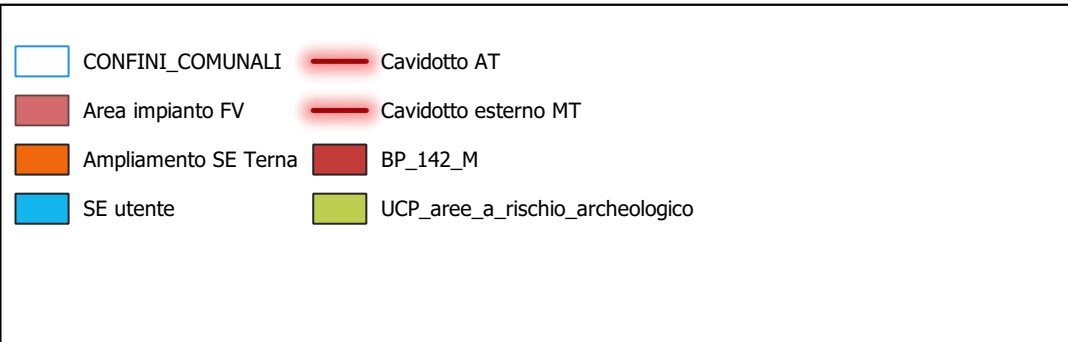 CONFINI_COMUNALI
Area impianto FV
Ampliamento SE Terna
SE utente
Cavidotto AT
Cavidotto esterno MT
BP_142_M
UCP_aree_a_rischio_archeologico